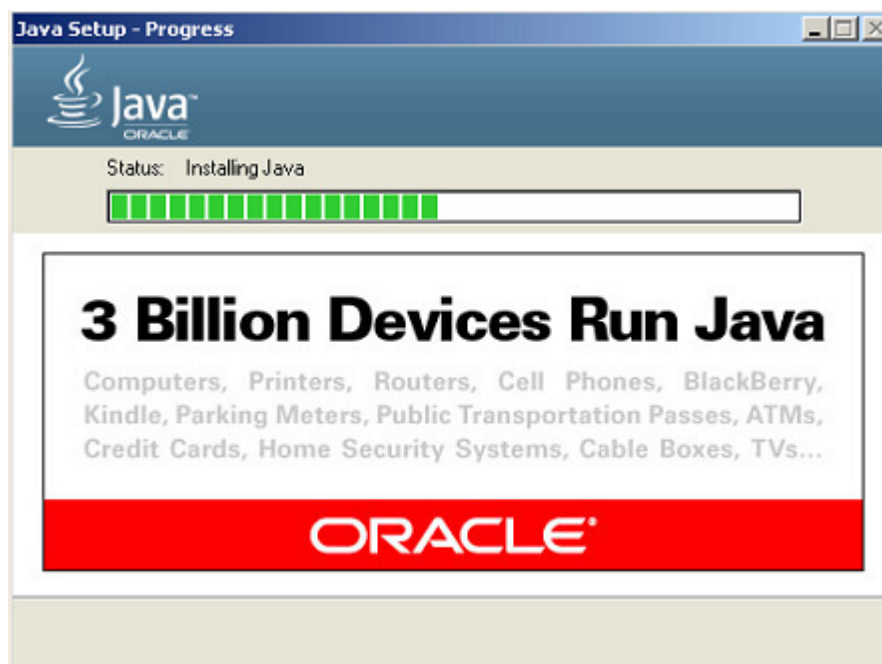 Java Setup - Progress
Java™
ORACLE
Status: Installing Java
3 Billion Devices Run Java
Computers, Printers, Routers, Cell Phones, BlackBerry,
Kindle, Parking Meters, Public Transportation Passes, ATMs,
Credit Cards, Home Security Systems, Cable Boxes, TVs...
ORACLE®